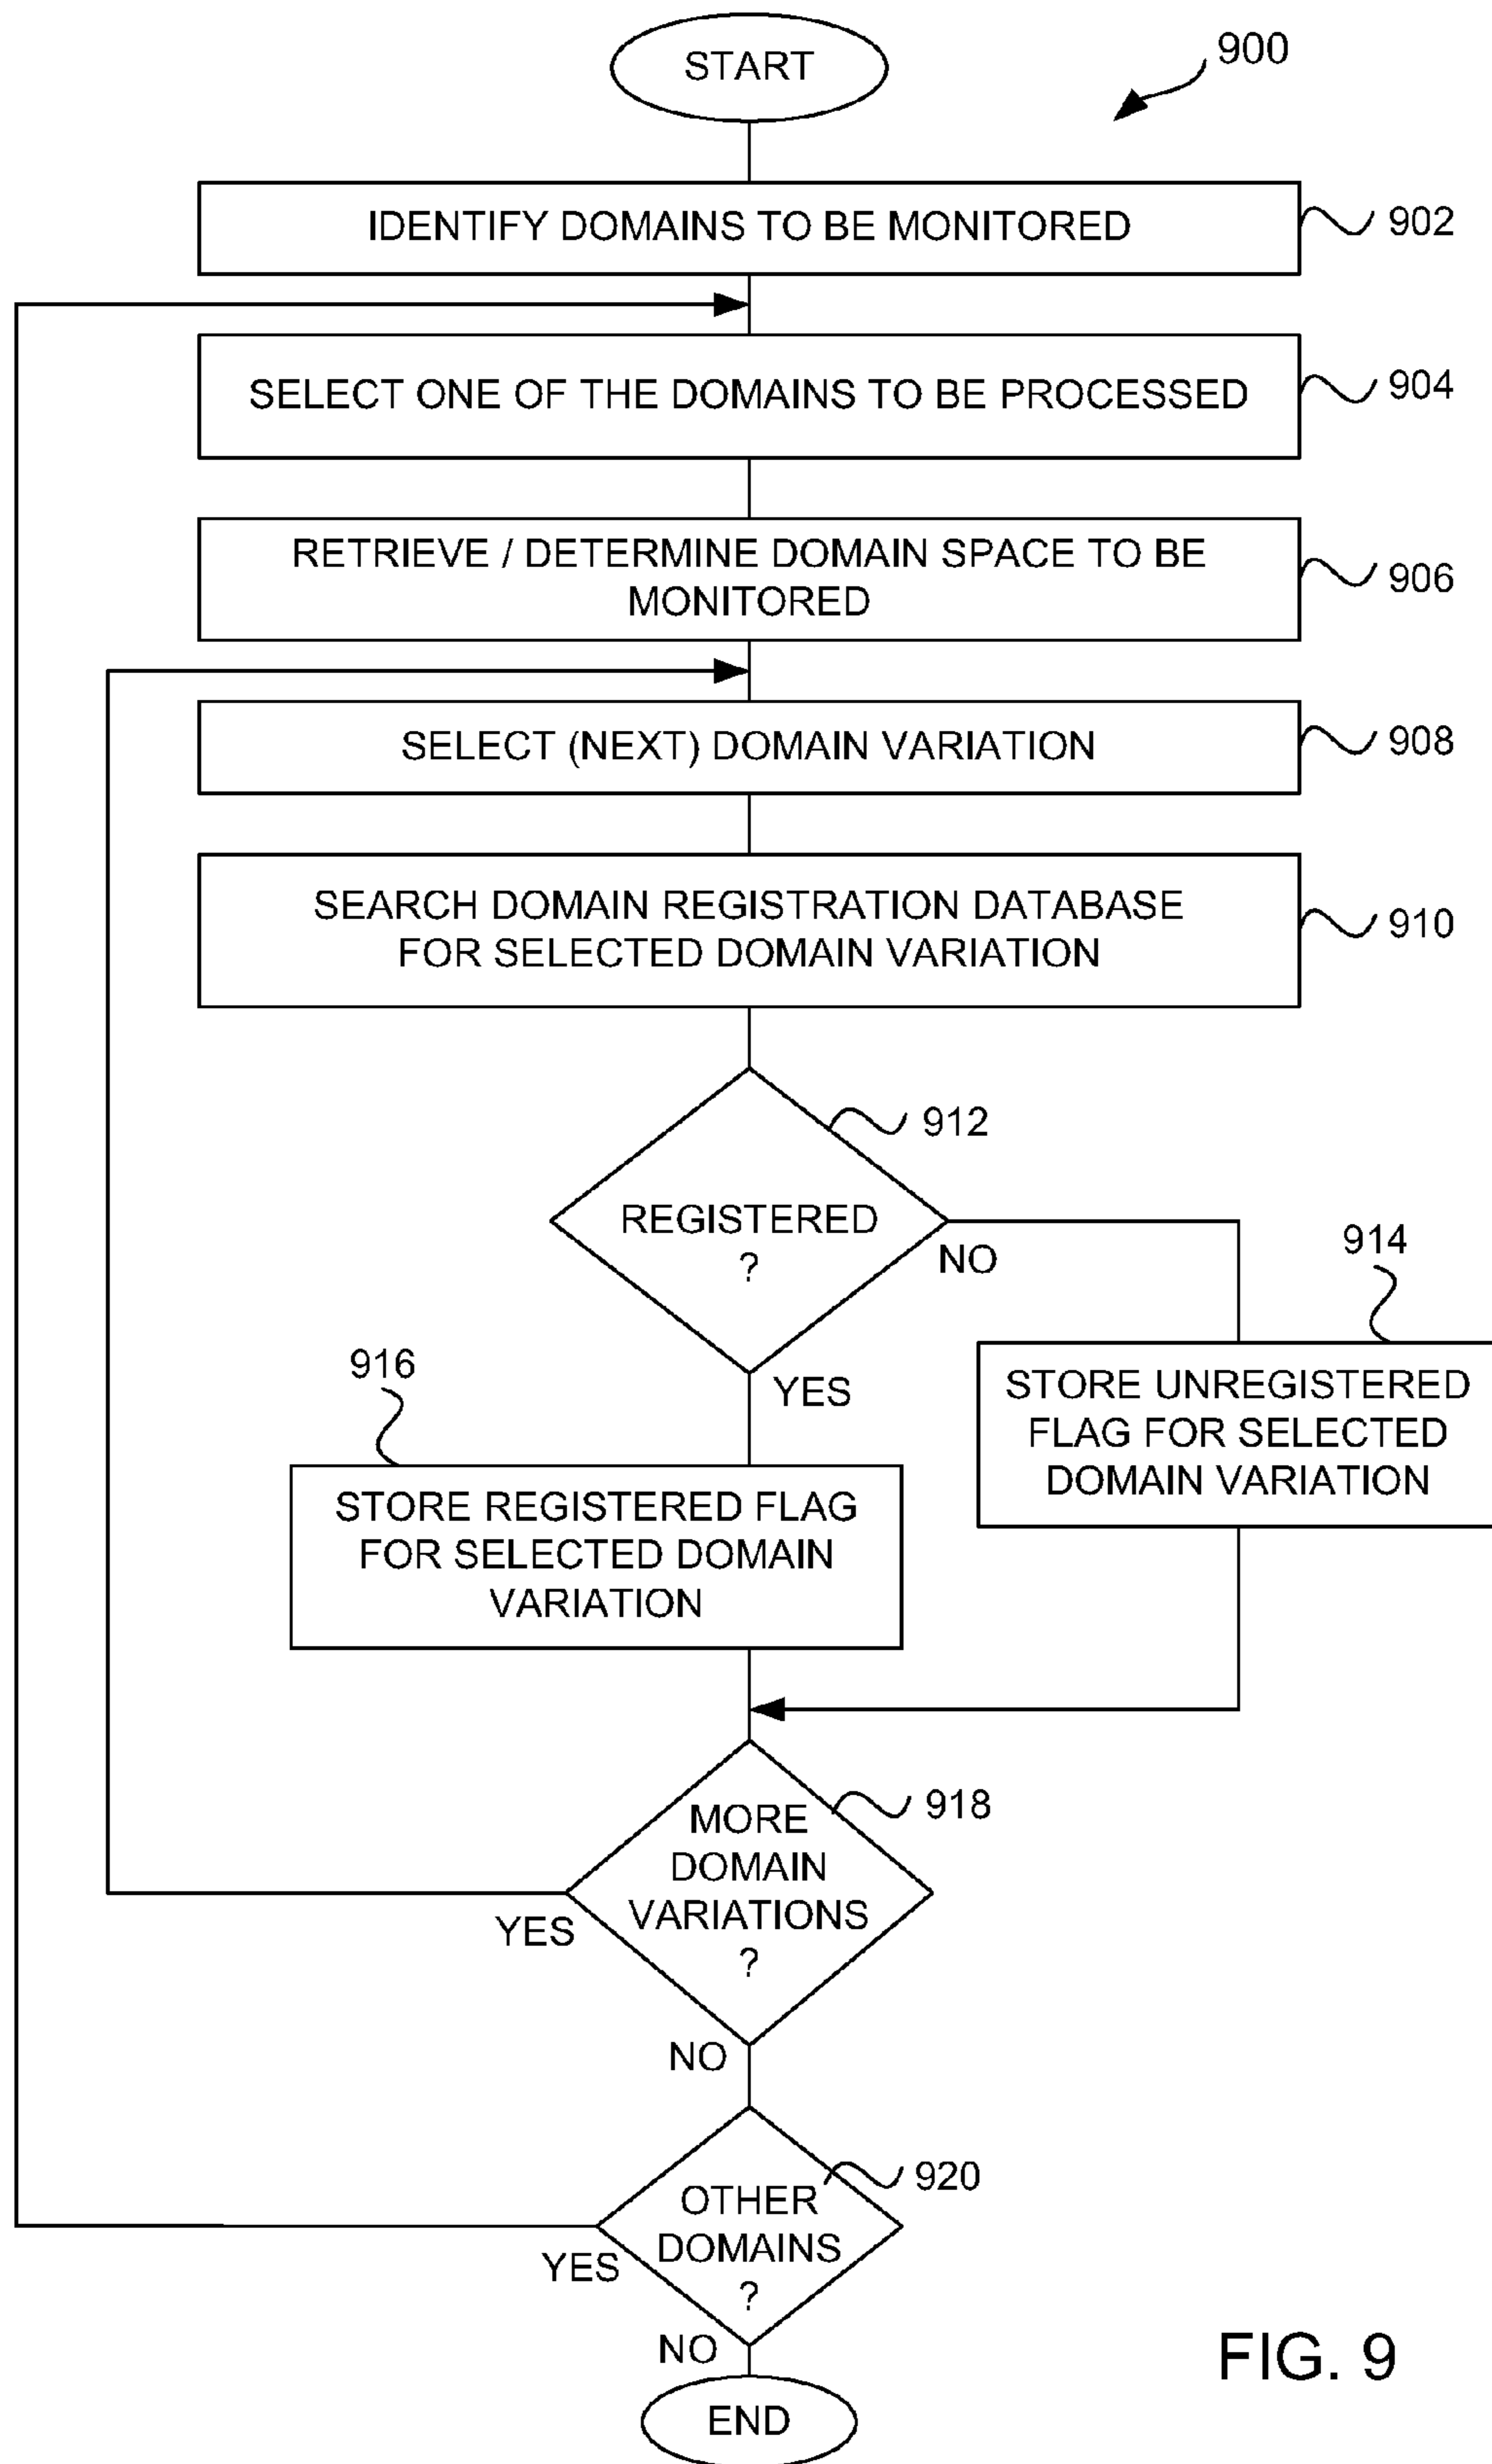 START
900
IDENTIFY DOMAINS TO BE MONITORED
902
SELECT ONE OF THE DOMAINS TO BE PROCESSED
904
RETRIEVE / DETERMINE DOMAIN SPACE TO BE
MONITORED
906
SELECT (NEXT) DOMAIN VARIATION
908
SEARCH DOMAIN REGISTRATION DATABASE
FOR SELECTED DOMAIN VARIATION
910
912
REGISTERED
?
NO
914
STORE UNREGISTERED
FLAG FOR SELECTED
DOMAIN VARIATION
YES
916
STORE REGISTERED FLAG
FOR SELECTED DOMAIN
VARIATION
918
MORE
DOMAIN
VARIATIONS
?
YES
NO
920
OTHER
DOMAINS
?
YES
NO
END
FIG. 9